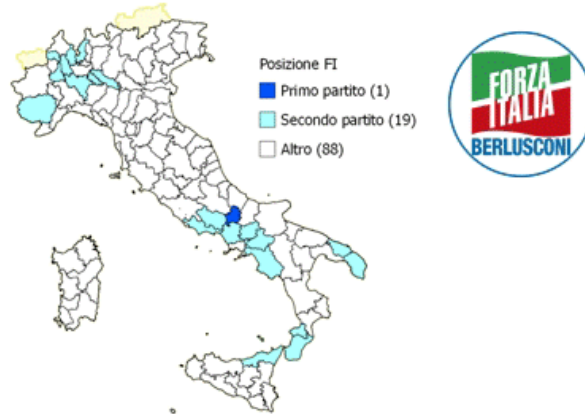 Posizione FI
Primo partito (1)
Secondo partito (19)
Altro (88)
FORZA
ITALIA
BERLUSCONI